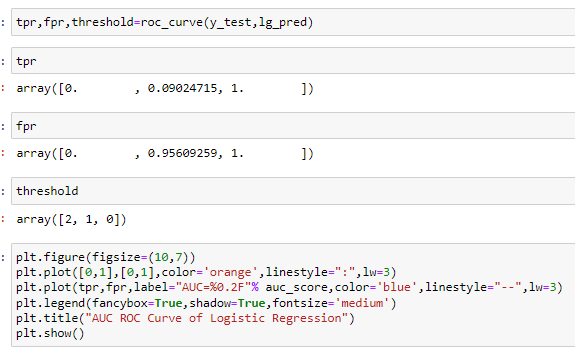 : tpr,fpr,threshold=roc_curve(y_test,lg_pred)
: tpr
: array([0.        , 0.09024715, 1.        ])
: fpr
: array([0.        , 0.95609259, 1.        ])
: threshold
: array([2, 1, 0])
: plt.figure(figsize=(10,7))
plt.plot([0,1],[0,1],color='orange',linestyle=":",lw=3)
plt.plot(tpr,fpr,label="AUC=%0.2F"% auc_score,color='blue',linestyle="--",lw=3)
plt.legend(fancybox=True,shadow=True,fontsize='medium')
plt.title("AUC ROC Curve of Logistic Regression")
plt.show()